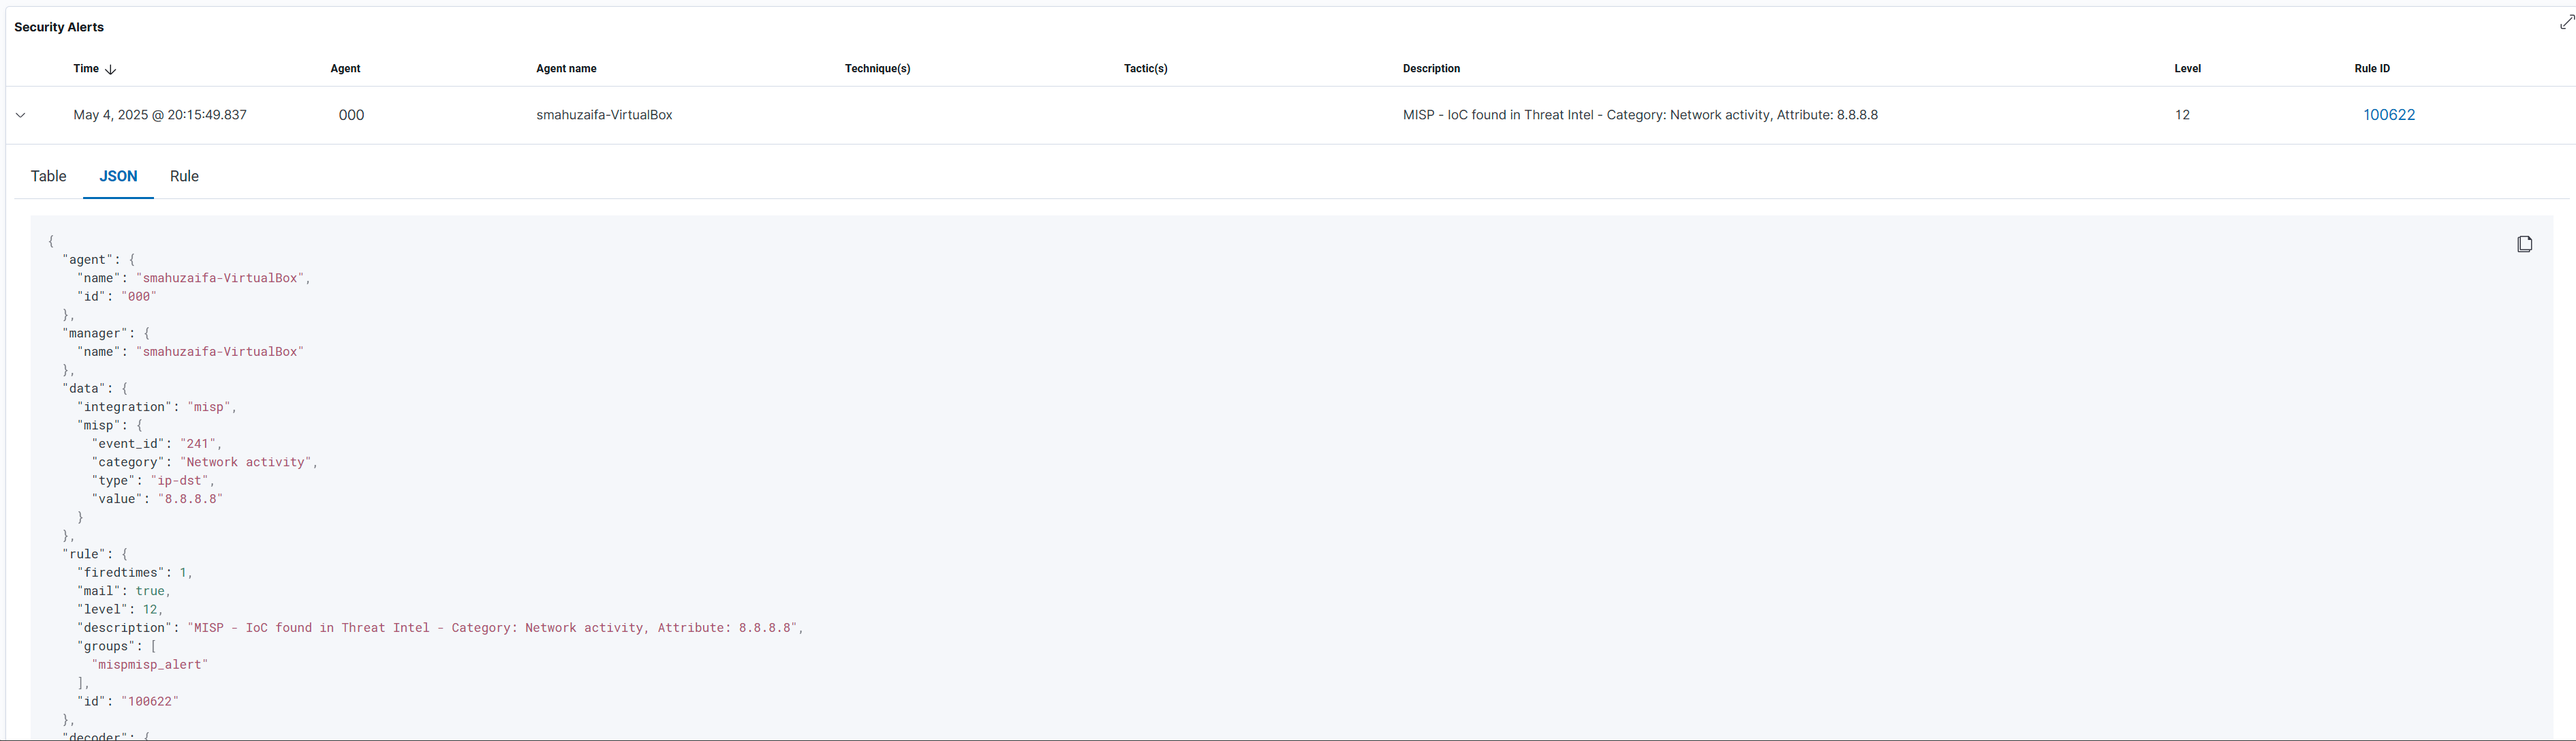 Security Alerts
Time Agent Agent name Technique(s) Tactic(s) Description Level Rule ID
May 4, 2025 @ 20:15:49.837 000 smahuzaifa-VirtualBox MISP - IoC found in Threat Intel - Category: Network activity, Attribute: 8.8.8.8 12 100622
Table JSON Rule
{
"agent": {
"name": "smahuzaifa-VirtualBox",
"id": "000"
},
"manager": {
"name": "smahuzaifa-VirtualBox"
},
"data": {
"integration": "misp",
"misp": {
"event_id": "241",
"category": "Network activity",
"type": "ip-dst",
"value": "8.8.8.8"
}
},
"rule": {
"firedtimes": 1,
"mail": true,
"level": 12,
"description": "MISP - IoC found in Threat Intel - Category: Network activity, Attribute: 8.8.8.8",
"groups": [
"mispmisp_alert"
],
"id": "100622"
},
"decoder": {